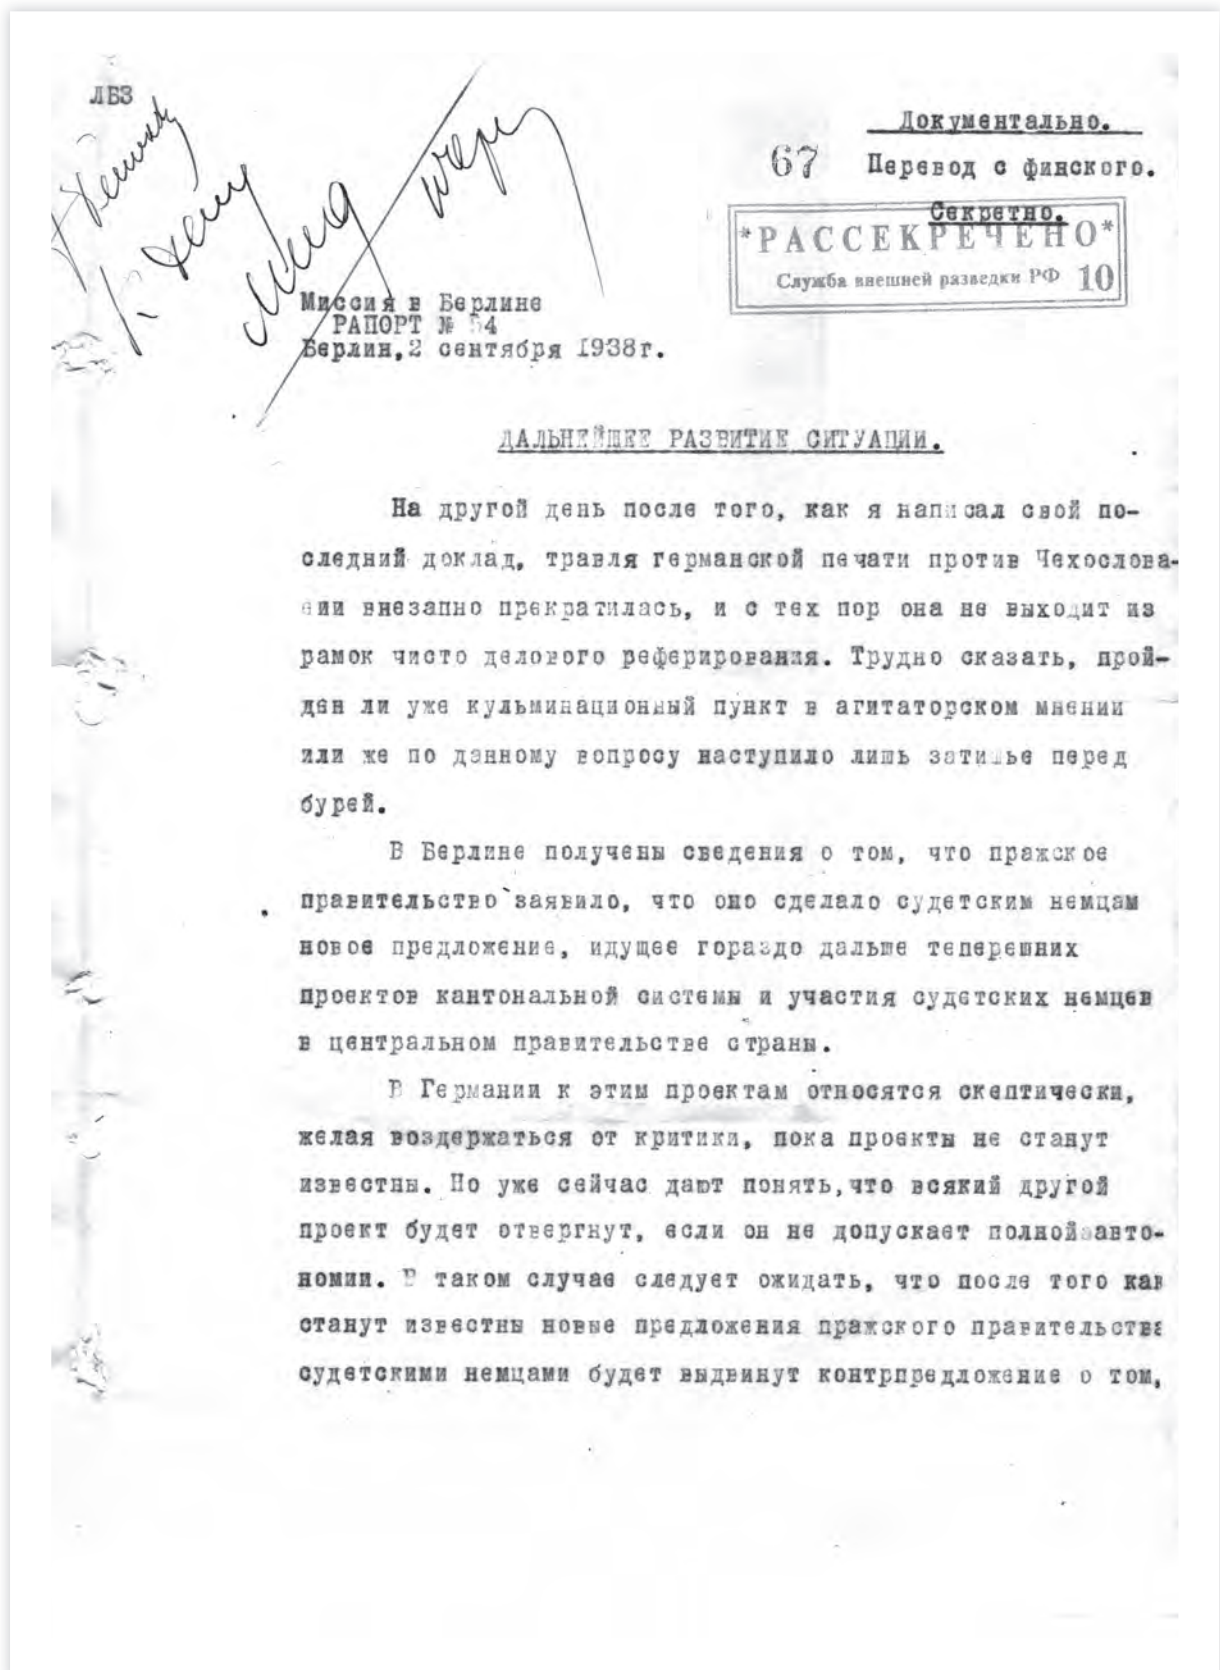 ЛБЗ
Документально.
67
Перевод с финского.
Секретно.
*РАССЕКРЕЧЕНО*
Служба внешней разведки РФ 10
Миссия в Берлине
РАПОРТ № 54
Берлин, 2 сентября 1938г.
ДАЛЬНЕЙШЕЕ РАЗВИТИЕ СИТУАЦИИ.
На другой день после того, как я написал свой по-
следний доклад, травля германской печати против Чехослова-
кии внезапно прекратилась, и с тех пор она не выходит из
рамок чисто делового реферирования. Трудно сказать, прой-
ден ли уже кульминационный пункт в агитаторском мнении
или же по данному вопросу наступило лишь затишье перед
бурей.
В Берлине получены сведения о том, что пражское
правительство заявило, что оно сделало судетским немцам
новое предложение, идущее гораздо дальше теперешних
проектов кантональной системы и участия судетских немцев
в центральном правительстве страны.
В Германии к этим проектам относятся скептически,
желая воздержаться от критики, пока проекты не станут
известны. Но уже сейчас дают понять, что всякий другой
проект будет отвергнут, если он не допускает полной авто-
номии. В таком случае следует ожидать, что после того как
станут известны новые предложения пражского правительства
судетскими немцами будет выдвинут контрпредложение о том,